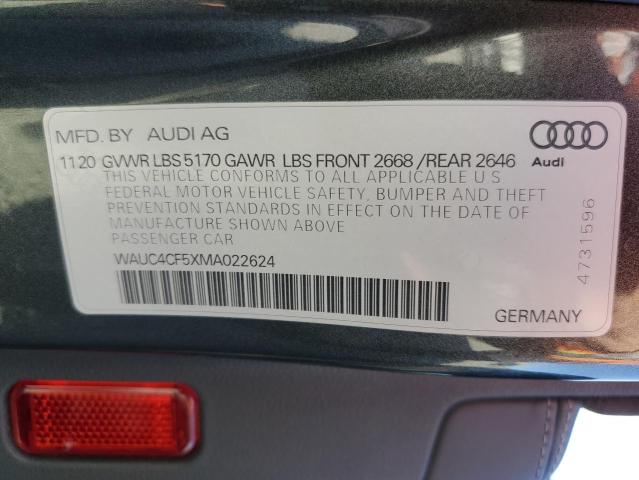 MFD. BY AUDI AG
Audi
1120 GVWR LBS 5170 GAWR LBS FRONT 2668 /REAR 2646
THIS VEHICLE CONFORMS TO ALL APPLICABLE U S
FEDERAL MOTOR VEHICLE SAFETY, BUMPER AND THEFT
PREVENTION STANDARDS IN EFFECT ON THE DATE OF
MANUFACTURE SHOWN ABOVE
PASSENGER CAR
WAUC4CF5XMA022624
4731596
GERMANY